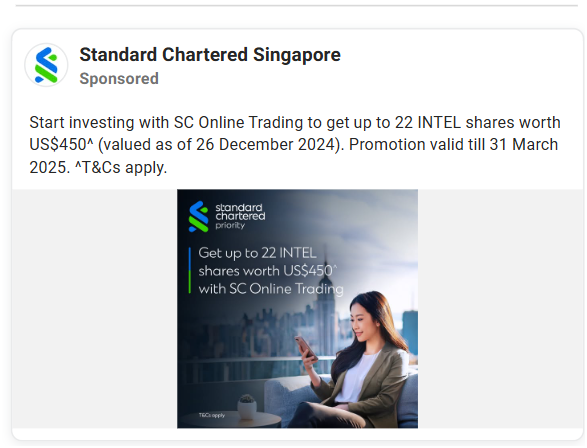 Standard Chartered Singapore
Sponsored
Start investing with SC Online Trading to get up to 22 INTEL shares worth
US$450^ (valued as of 26 December 2024). Promotion valid till 31 March
2025. ^T&Cs apply.
standard
chartered
priority
Get up to 22 INTEL
shares worth US$450^
with SC Online Trading
T&Cs apply